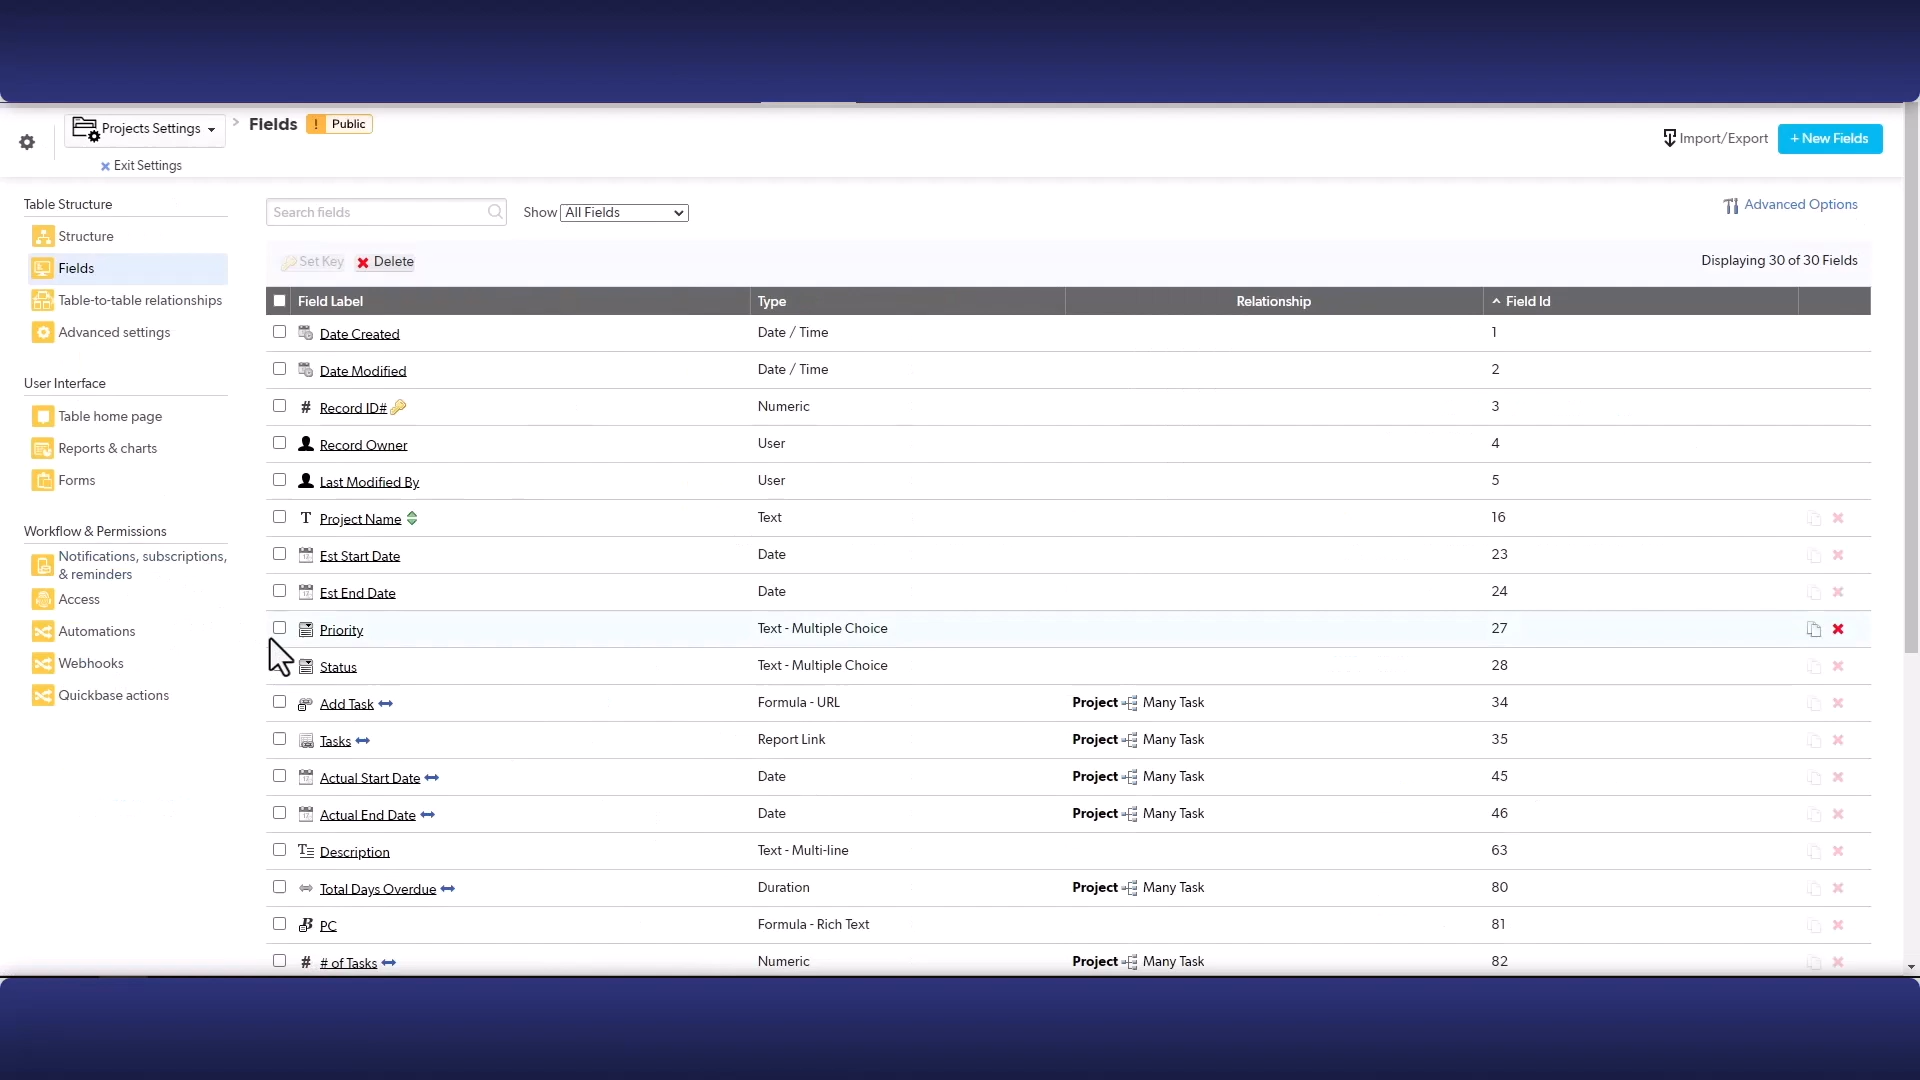 Projects Settings
> Fields ! Public
Exit Settings
Import/Export
+ New Fields
Table Structure
Structure
Fields
Table-to-table relationships
Advanced settings
User Interface
Table home page
Reports & charts
Forms
Workflow & Permissions
Notifications, subscriptions,
& reminders
Access
Automations
Webhooks
Quickbase actions
Search fields
Show All Fields
Advanced Options
Set Key Delete
Displaying 30 of 30 Fields
Field Label Type Relationship Field Id
Date Created Date / Time 1
Date Modified Date / Time 2
# Record ID# Numeric 3
Record Owner User 4
Last Modified By User 5
T Project Name Text 16
Est Start Date Date 23
Est End Date Date 24
Priority Text - Multiple Choice 27
Status Text - Multiple Choice 28
Add Task Formula - URL Project Many Task 34
Tasks Report Link Project Many Task 35
Actual Start Date Date Project Many Task 45
Actual End Date Date Project Many Task 46
Description Text - Multi-line 63
Total Days Overdue Duration Project Many Task 80
PC Formula - Rich Text 81
# # of Tasks Numeric Project Many Task 82